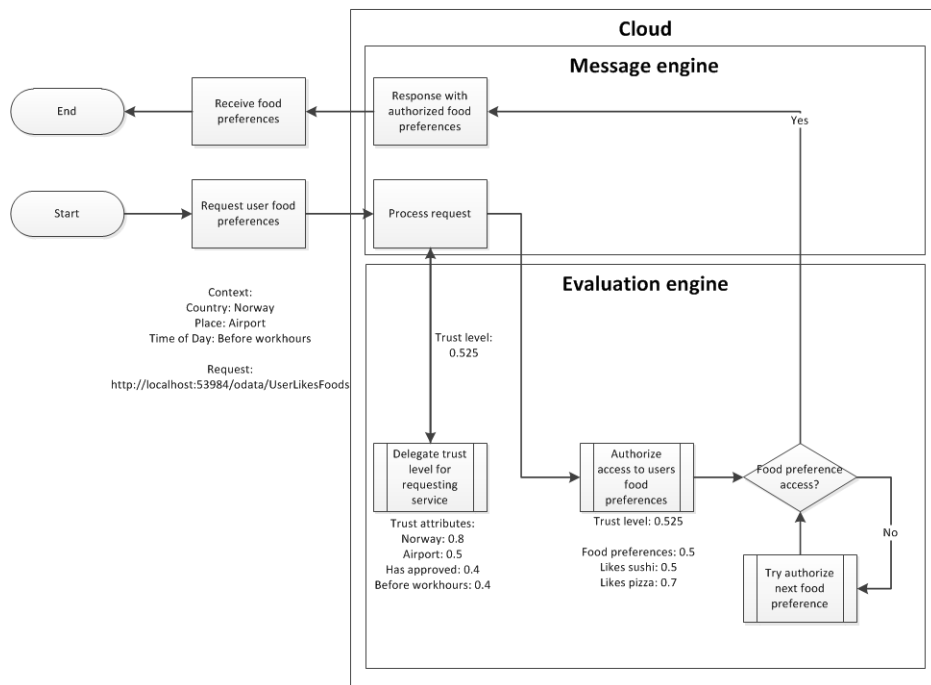 Cloud
Message engine
End
Receive food
preferences
Response with
authorized food
preferences
Yes
Start
Request user food
preferences
Process request
Evaluation engine
Context:
Country: Norway
Place: Airport
Time of Day: Before workhours
Request:
http://localhost:53984/odata/UserLikesFoods
Trust level:
0.525
Delegate trust
level for
requesting
service
Trust attributes:
Norway: 0.8
Airport: 0.5
Has approved: 0.4
Before workhours: 0.4
Authorize
access to users
food
preferences
Trust level: 0.525
Food preferences: 0.5
Likes sushi: 0.5
Likes pizza: 0.7
Food preference
access?
No
Try authorize
next food
preference